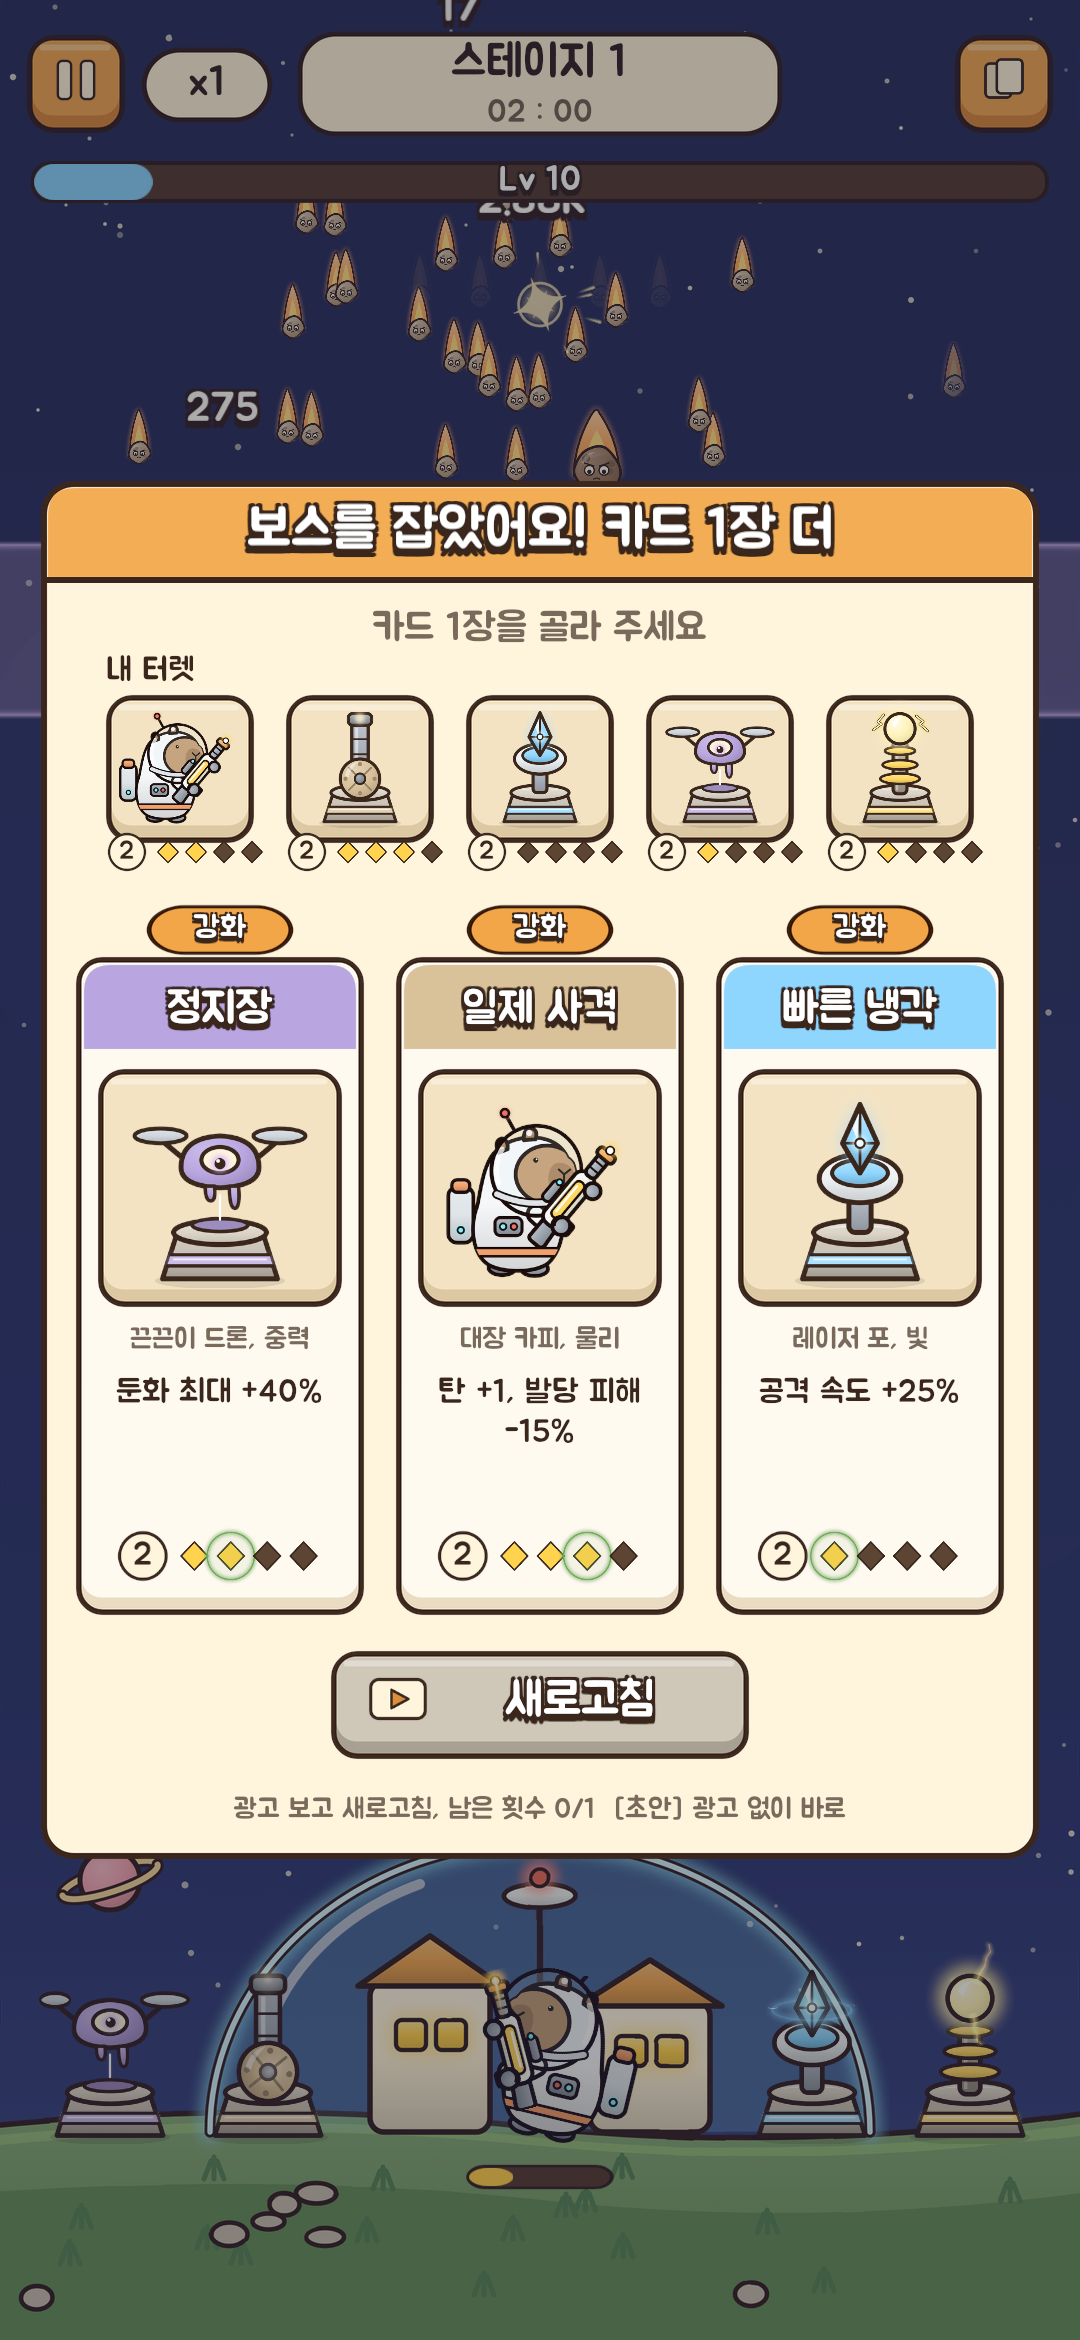 17
x1
스테이지 1
02 : 00
Lv 10
275
보스를 잡았어요! 카드 1장 더
카드 1장을 골라 주세요
내 터렛
2
2
2
2
2
강화
강화
강화
정지장
일제 사격
빠른 냉각
끈끈이 드론, 중력
대장 카피, 물리
레이저 포, 빛
둔화 최대 +40%
탄 +1, 발당 피해
-15%
공격 속도 +25%
2
2
2
새로고침
광고 보고 새로고침, 남은 횟수 0/1 [초안] 광고 없이 바로